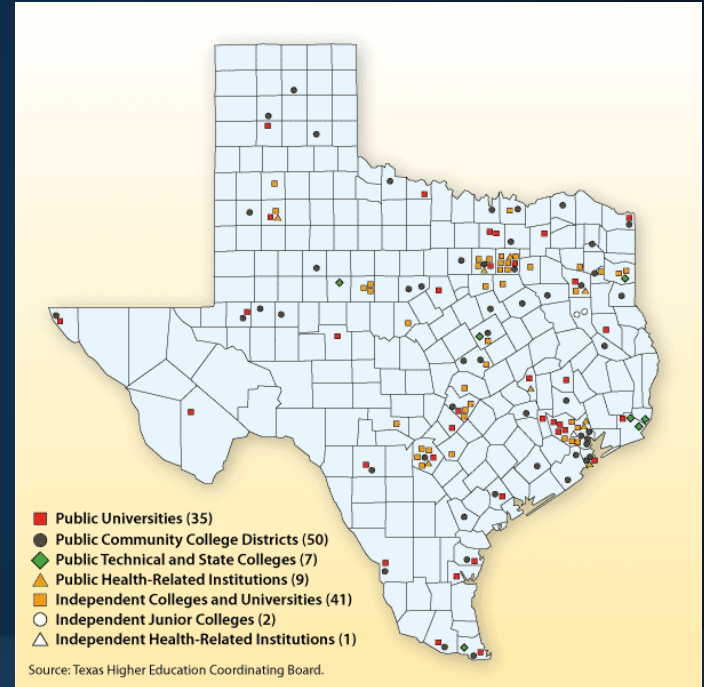 Public Universities (35)
Public Community College Districts (50)
Public Technical and State Colleges (7)
Public Health-Related Institutions (9)
Independent Colleges and Universities (41)
Independent Junior Colleges (2)
Independent Health-Related Institutions (1)
Source: Texas Higher Education Coordinating Board.